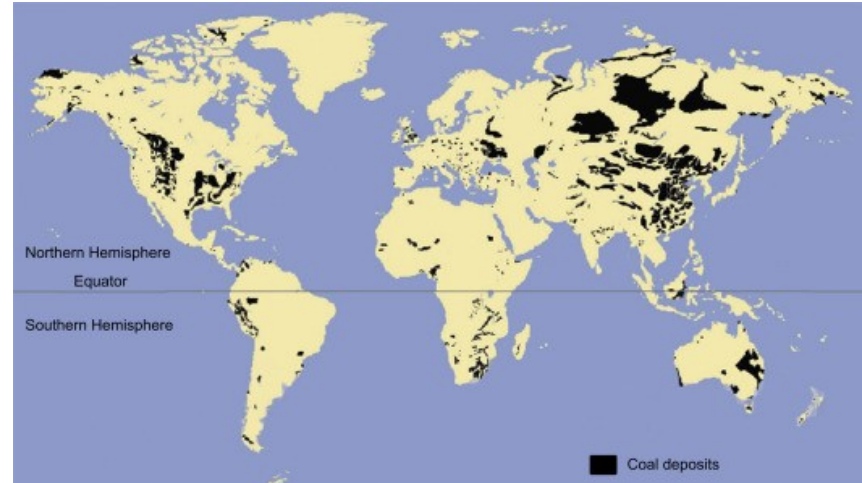 Northern Hemisphere
Equator
Southern Hemisphere
Coal deposits